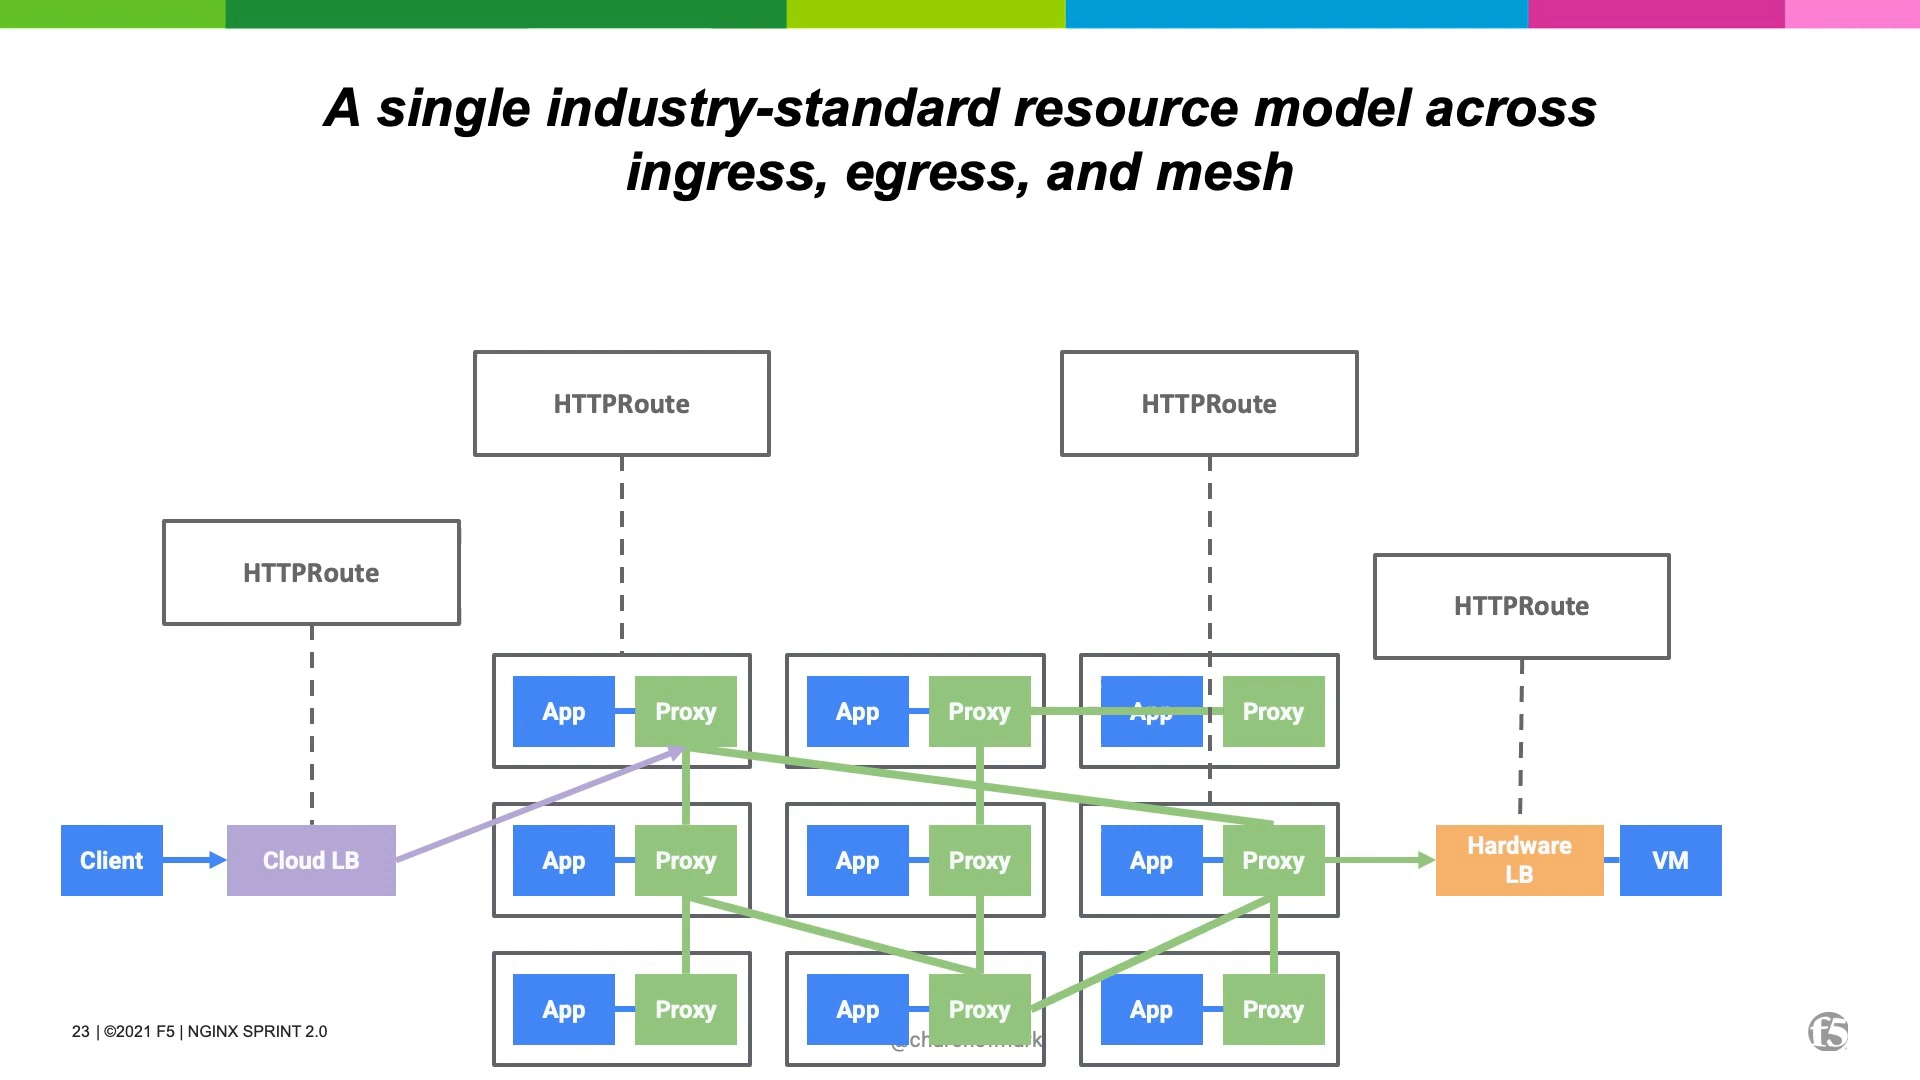 A single industry-standard resource model across
ingress, egress, and mesh
HTTPRoute
HTTPRoute
HTTPRoute
HTTPRoute
App
Proxy
App
Proxy
App
Proxy
Client
Cloud LB
App
Proxy
App
Proxy
App
Proxy
Hardware
LB
VM
App
Proxy
App
Proxy
App
Proxy
23 | ©2021 F5 | NGINX SPRINT 2.0
f5